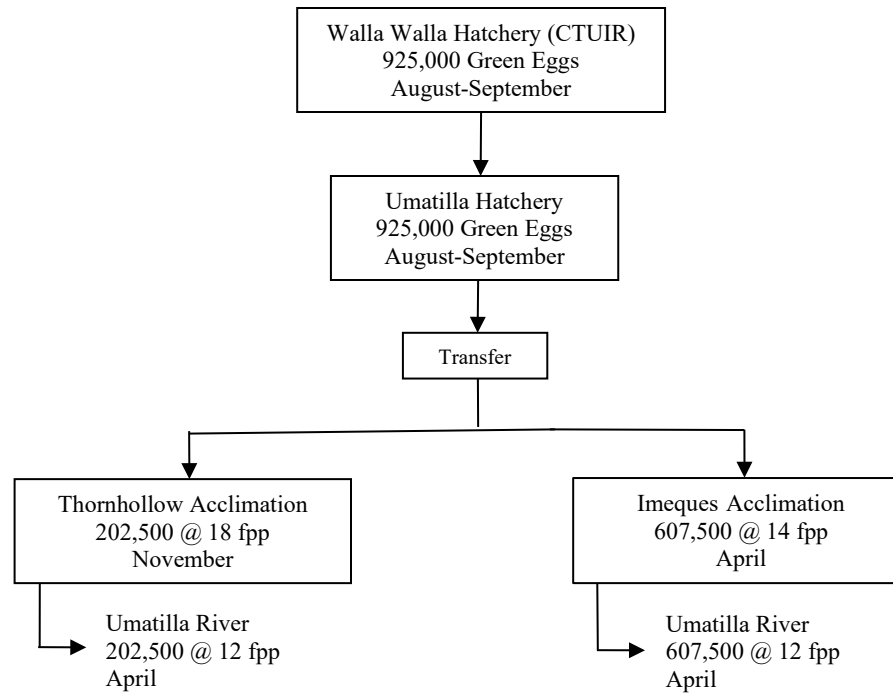 Walla Walla Hatchery (CTUIR)
925,000 Green Eggs
August-September
Umatilla Hatchery
925,000 Green Eggs
August-September
Transfer
Thornhollow Acclimation
202,500 @ 18 fpp
November
Imeques Acclimation
607,500 @ 14 fpp
April
Umatilla River
202,500 @ 12 fpp
April
Umatilla River
607,500 @ 12 fpp
April